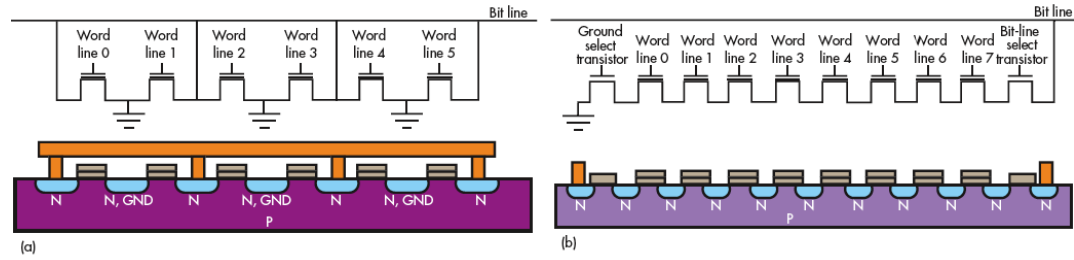 Bit line
Word line 0
Word line 1
Word line 2
Word line 3
Word line 4
Word line 5
N
N, GND
N
N, GND
N
N, GND
N
P
(a)
Bit line
Ground select transistor
Word line 0
Word line 1
Word line 2
Word line 3
Word line 4
Word line 5
Word line 6
Word line 7
Bit-line select transistor
N
N
N
N
N
N
N
N
N
N
N
P
(b)